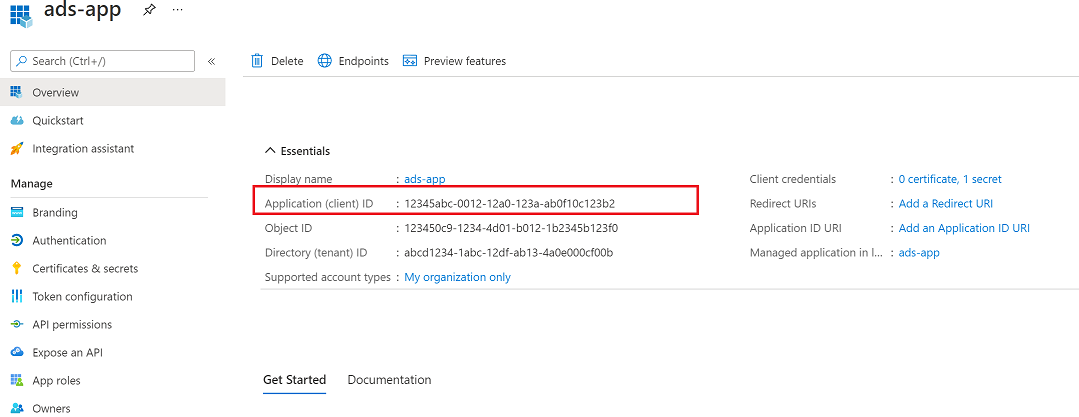 ads-app
Search (Ctrl+/)
«
Overview
Quickstart
Integration assistant
Manage
Branding
Authentication
Certificates & secrets
Token configuration
API permissions
Expose an API
App roles
Owners
Delete Endpoints Preview features
Essentials
Display name : ads-app
Application (client) ID : 12345abc-0012-12a0-123a-ab0f10c123b2
Object ID : 123450c9-1234-4d01-b012-1b2345b123f0
Directory (tenant) ID : abcd1234-1abc-12df-ab13-4a0e000cf00b
Supported account types : My organization only
Client credentials : 0 certificate, 1 secret
Redirect URIs : Add a Redirect URI
Application ID URI : Add an Application ID URI
Managed application in l... : ads-app
Get Started Documentation